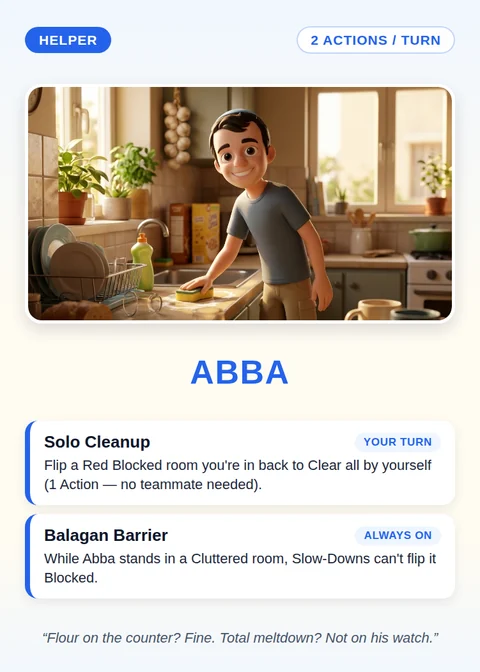 HELPER
2 ACTIONS / TURN
ABBA
Solo Cleanup
YOUR TURN
Flip a Red Blocked room you're in back to Clear all by yourself
(1 Action — no teammate needed).
Balagan Barrier
ALWAYS ON
While Abba stands in a Cluttered room, Slow-Downs can't flip it
Blocked.
“Flour on the counter? Fine. Total meltdown? Not on his watch.”